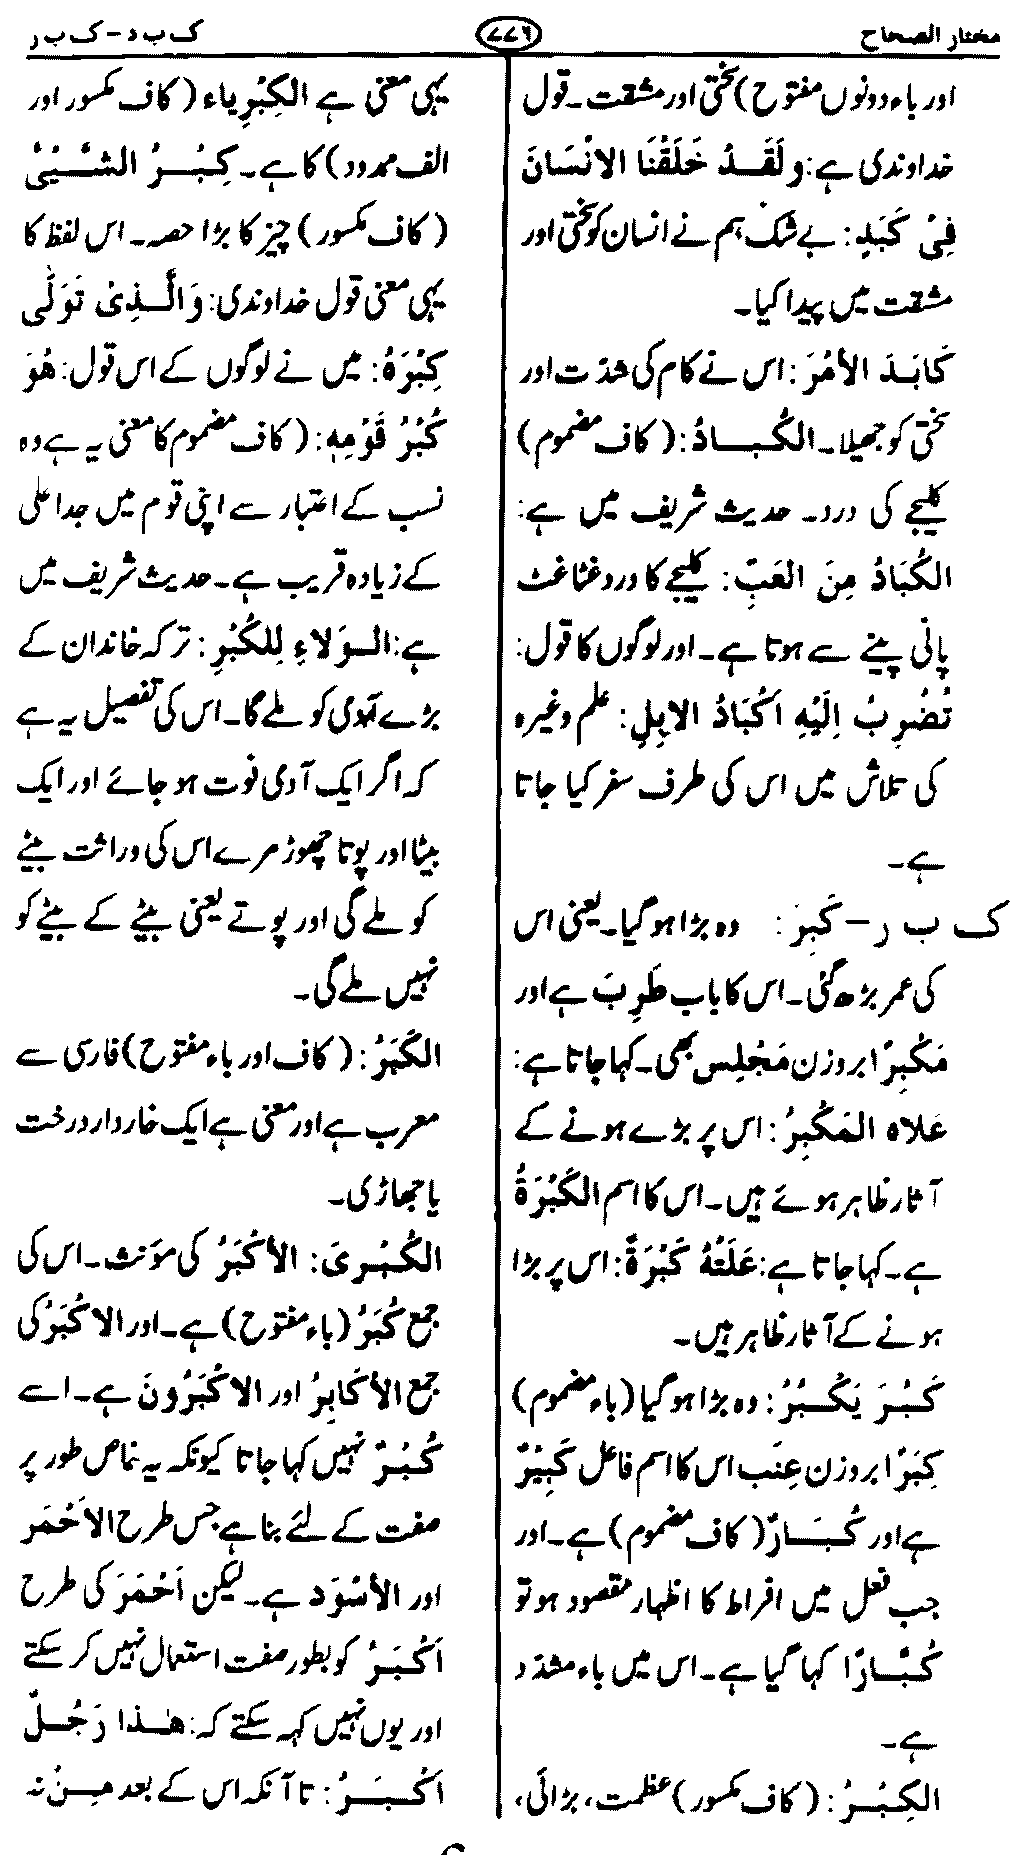 مختار الصحاح
۷۷۹
ک ب د - ک ب ر
اور باء دونوں مفتوح) سختی اور مشقت۔ قول
خداوندی ہے: وَلَقَدْ خَلَقْنَا الاِنْسَانَ
فِیْ کَبَدٍ: بے شک ہم نے انسان کو سختی اور
مشقت میں پیدا کیا۔
کَابَدَ الأمْرَ: اس نے کام کی شدّت اور
سختی کو جھیلا۔ الکُبَادُ: (کاف مضموم)
کلیجے کی درد۔ حدیث شریف میں ہے:
الکُبَادُ مِنَ العَبِّ: کلیجے کا درد غٹاغٹ
پانی پینے سے ہوتا ہے۔ اور لوگوں کا قول:
تُضْرِبُ اِلَیْهِ اَکْبَادُ الاِبِلِ: علم وغیرہ
کی تلاش میں اس کی طرف سفر کیا جاتا
ہے۔
ک ب ر - کَبِرَ: وہ بڑا ہوگیا۔ یعنی اس
کی عمر بڑھ گئی۔ اس کا باب طَرِبَ ہے اور
مَکْبِرًا بروزن مَجْلِس بھی۔ کہا جاتا ہے:
عَلاَہ المَکْبِرُ: اس پر بڑے ہونے کے
آثار ظاہر ہوئے ہیں۔ اس کا اسم الکَبْرَةُ
ہے۔ کہا جاتا ہے: عَلَتْهُ کَبْرَةٌ: اس پر بڑا
ہونے کے آثار ظاہر ہیں۔
کَبُرَ یَکْبُرُ: وہ بڑا ہوگیا (باء مضموم)
کِبَرًا بروزن عِنَب اس کا اسم فاعل کَبِیْرٌ
ہے اور کُبَارٌ (کاف مضموم) ہے۔ اور
جب فعل میں افراط کا اظہار مقصود ہو تو
کُبَّارًا کہا گیا ہے۔ اس میں باء مشدّد
ہے۔
الکِبْرُ: (کاف مکسور) عظمت، بڑائی،
یہی معنی ہے الکِبْرِیاء (کاف مکسور اور
الف ممدود) کا ہے۔ کِبْرُ الشَّیْیُٔ
(کاف مکسور) چیز کا بڑا حصہ۔ اس لفظ کا
یہی معنی قول خداوندی: وَالَّذِیْ تَوَلّٰی
کِبْرَهُ: میں نے لوگوں کے اس قول: هُوَ
کُبْرُ قَوْمِهٖ: (کاف مضموم کا معنی یہ ہے وہ
نسب کے اعتبار سے اپنی قوم میں جد اعلی
کے زیادہ قریب ہے۔ حدیث شریف میں
ہے: الوَلاَءِ لِلکُبْرِ: ترکہ خاندان کے
بڑے آدمی کو ملے گا۔ اس کی تفصیل یہ ہے
کہ اگر ایک آدمی فوت ہو جائے اور ایک
بیٹا اور پوتا چھوڑ مرے اس کی وراثت بیٹے
کو ملے گی اور پوتے یعنی بیٹے کے بیٹے کو
نہیں ملے گی۔
الکَبَرُ: (کاف اور باء مفتوح) فارسی سے
معرب ہے اور معنی ہے ایک خاردار درخت
یا جھاڑی۔
الکُبْریَ: الأکْبَرُ کی مؤنث۔ اس کی
جمع کُبَرُ (باء مفتوح) ہے۔ اور الاَکْبَرُ کی
جمع الأکَابِرُ اور الاَکْبَرُونَ ہے۔ اسے
کُبْرٌ نہیں کہا جاتا کیونکہ یہ خاص طور پر
صفت کے لئے بنا ہے جس طرح الأحْمَر
اور الأسْوَد ہے۔ لیکن اَحْمَرَ کی طرح
اَکْبَرُ کو بطور صفت استعمال نہیں کر سکتے
اور یوں نہیں کہہ سکتے کہ: هٰذا رَجُلٌ
اَکْبَرُ: تا آنکہ اس کے بعد مِنْ نہ